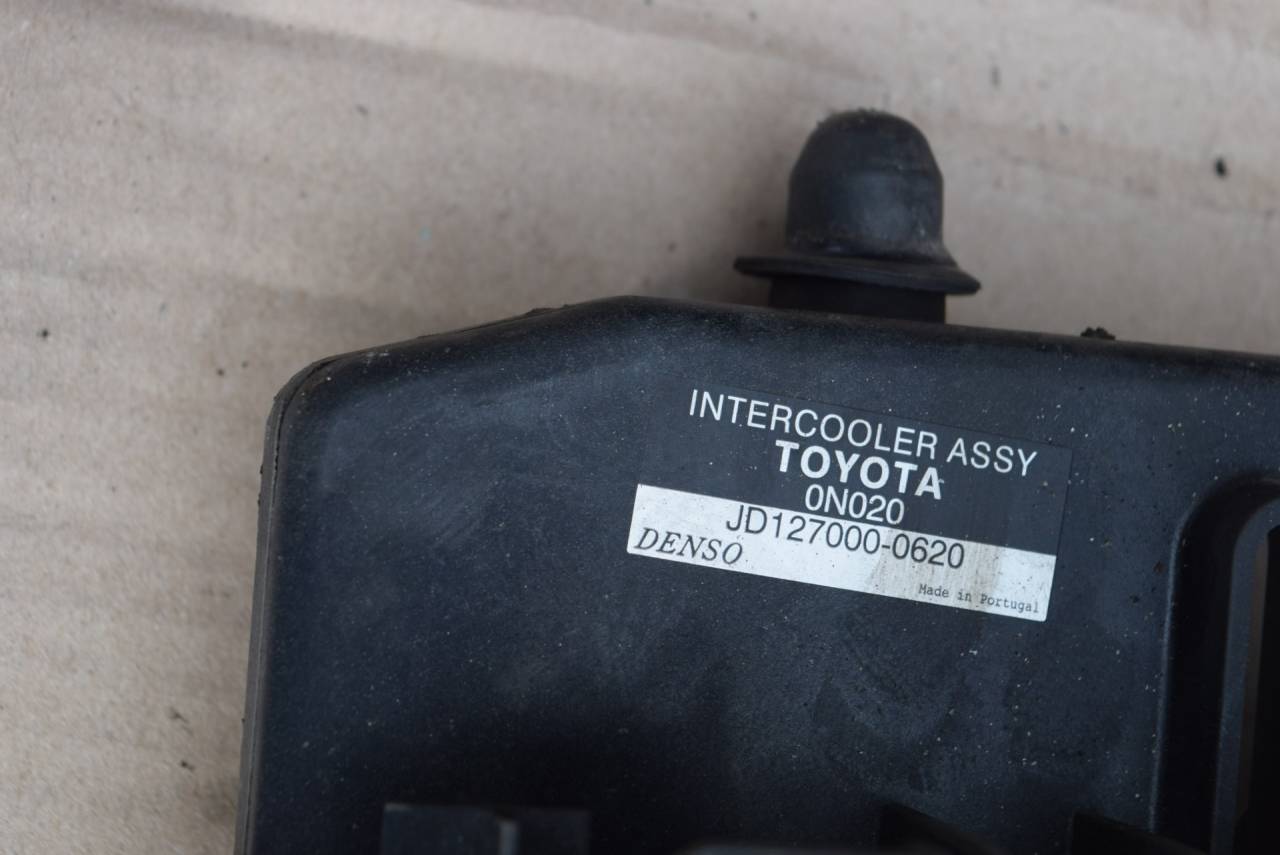 INTERCOOLER ASSY
TOYOTA
0N020
JD127000-0620
DENSO
Made in Portugal